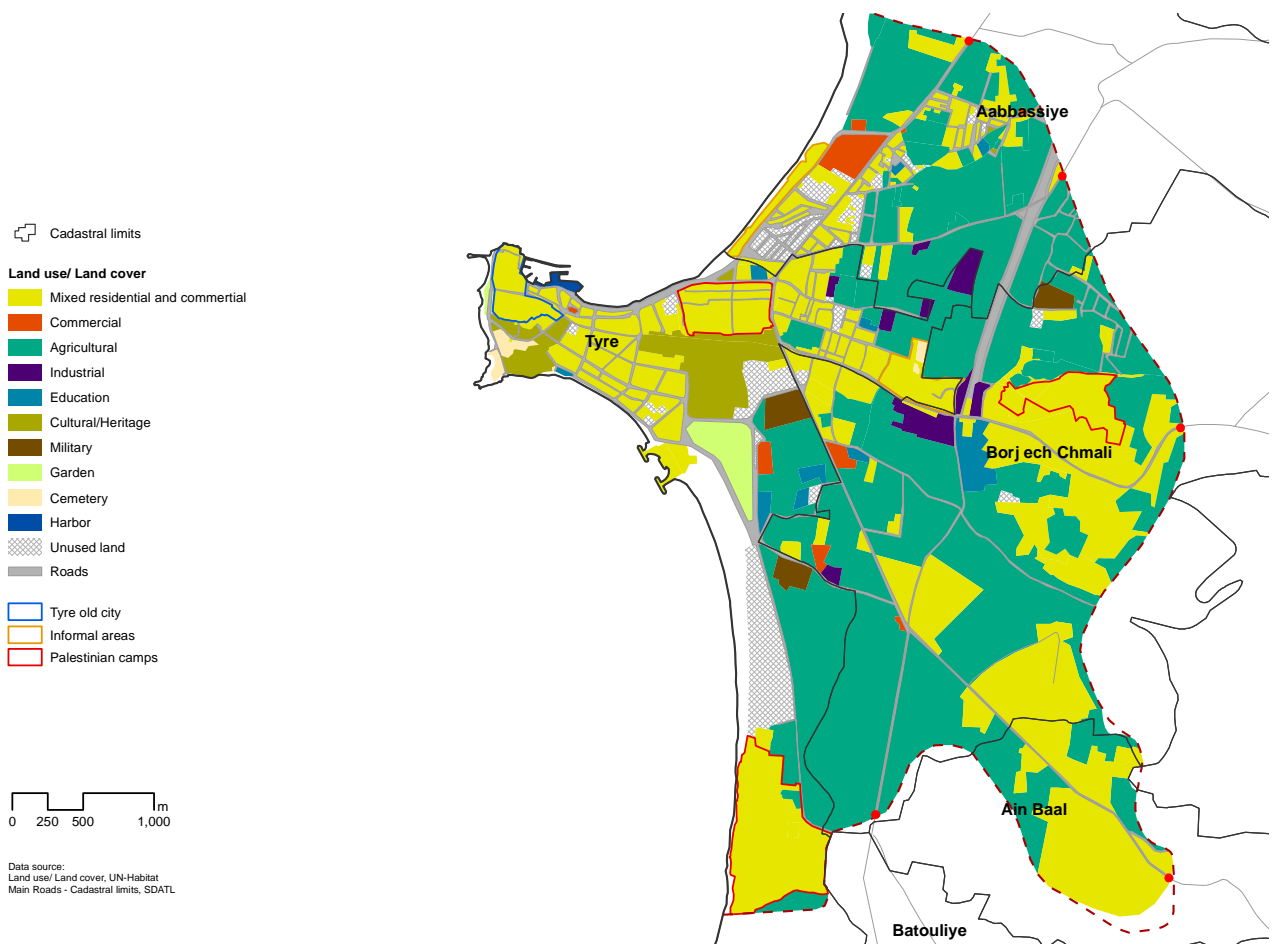 Cadastral limits
Land use/ Land cover
Mixed residential and commertial
Commercial
Agricultural
Industrial
Education
Cultural/Heritage
Military
Garden
Cemetery
Harbor
Unused land
Roads
Tyre old city
Informal areas
Palestinian camps
m
0 250 500 1,000
Data source:
Land use/ Land cover, UN-Habitat
Main Roads - Cadastral limits, SDATL
Aabbassiye
Tyre
Borj ech Chmali
Ain Baal
Batouliye